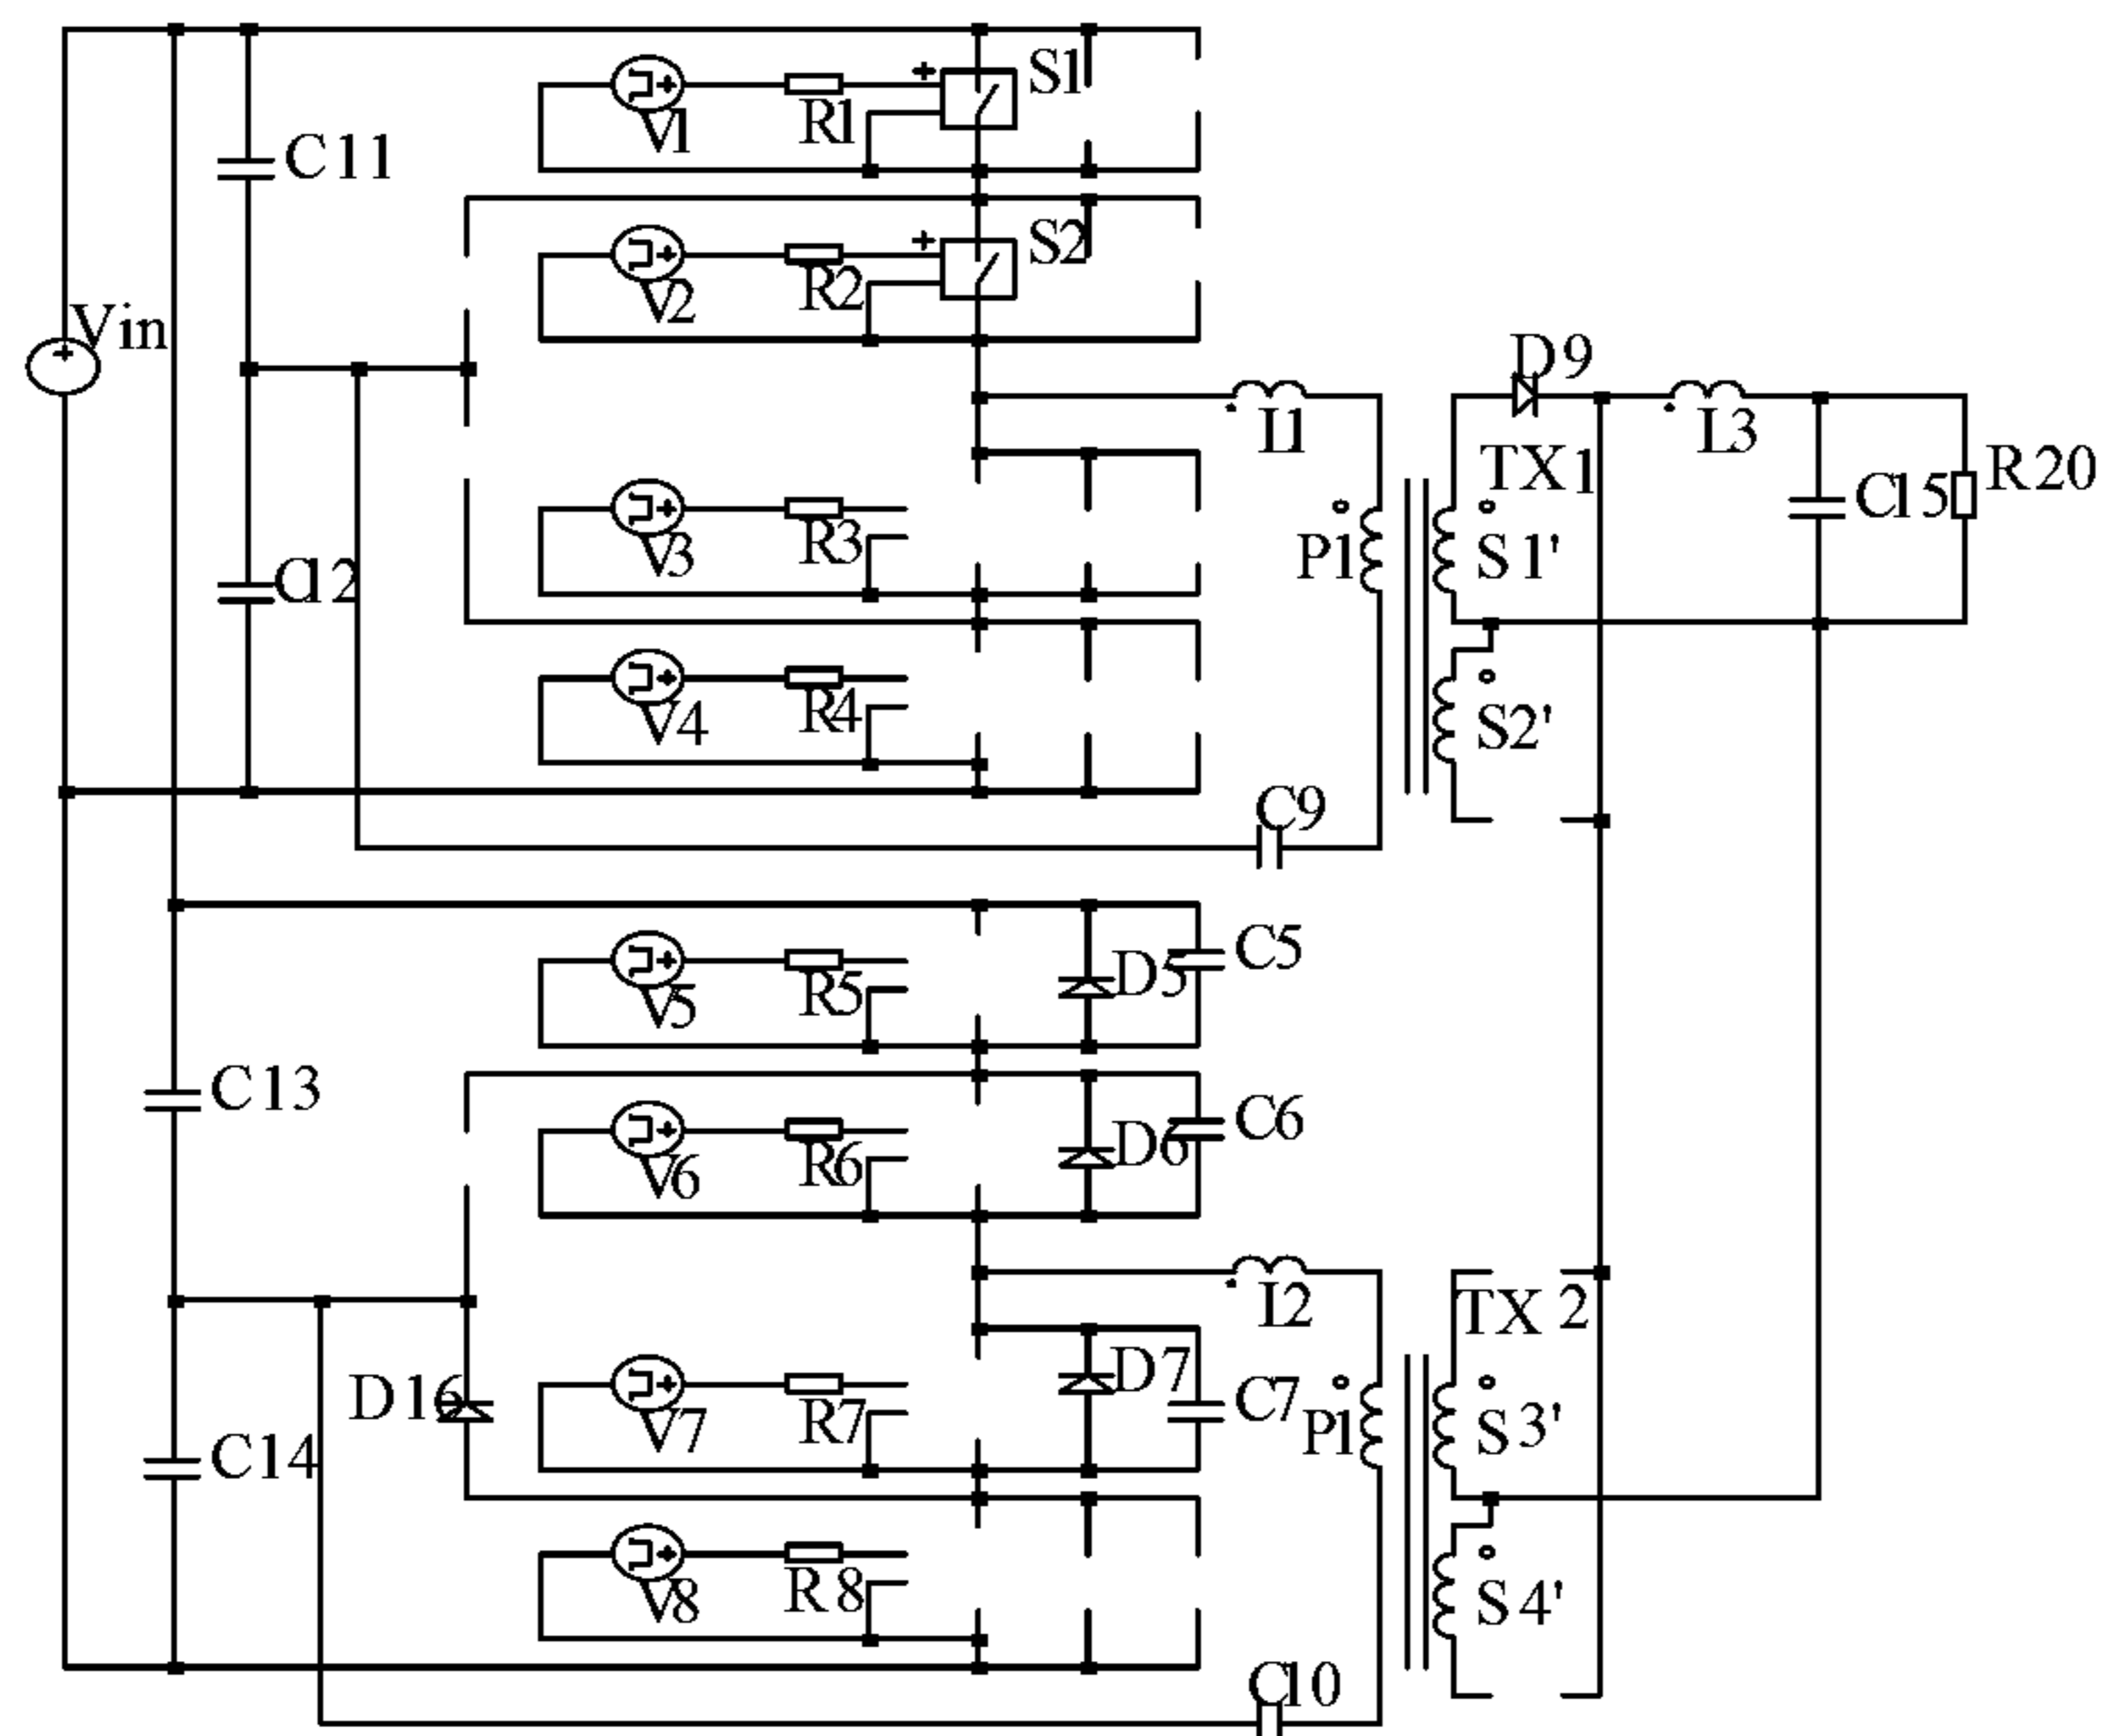 S1
V1
R1
C11
S2
V2
R2
Vin
D9
L1
L3
TX1
C15
R20
P1
S1'
V3
R3
C12
V4
R4
S2'
C9
C5
D5
V5
R5
C13
C6
D6
V6
R6
L2
TX 2
D16
D7
C7
V7
R7
P1
S3'
C14
V8
R8
S4'
C10